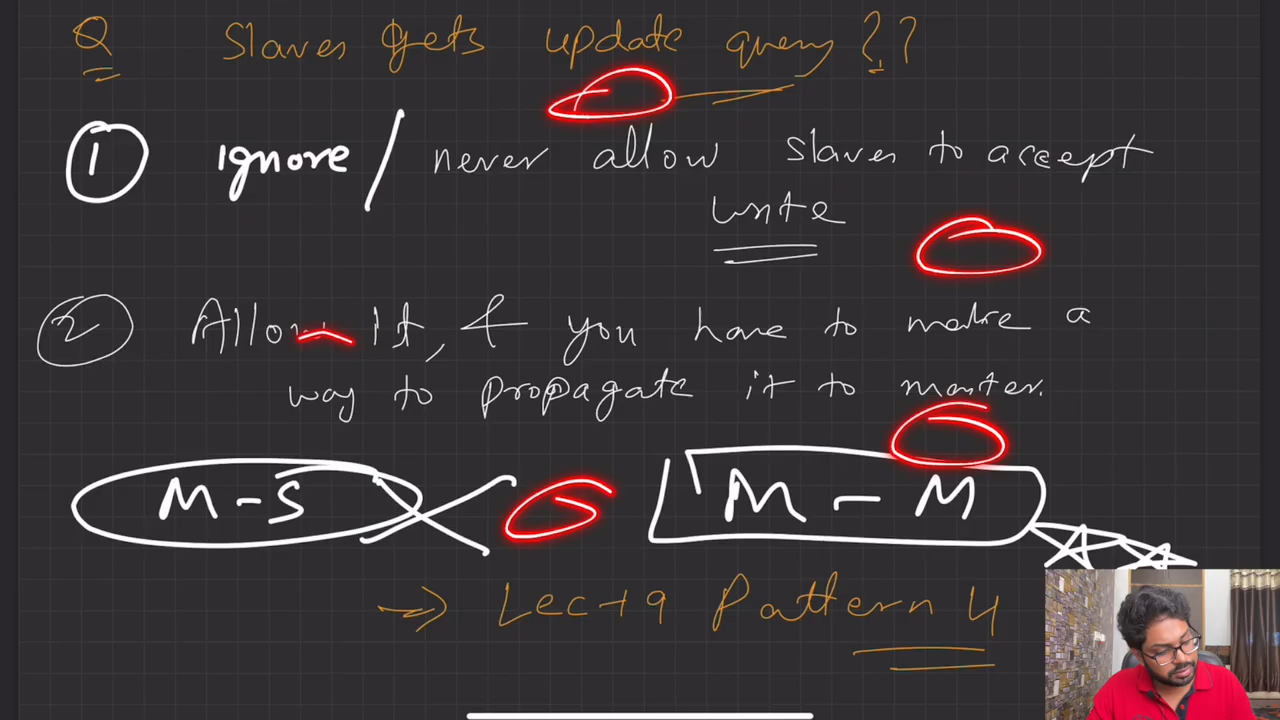 Q Slaves gets update query ??
1 ignore / never allow slaves to accept
write
2 Allow it, & you have to make a
way to propagate it to master.
M-S M-M
→ Lec-19 Pattern 4